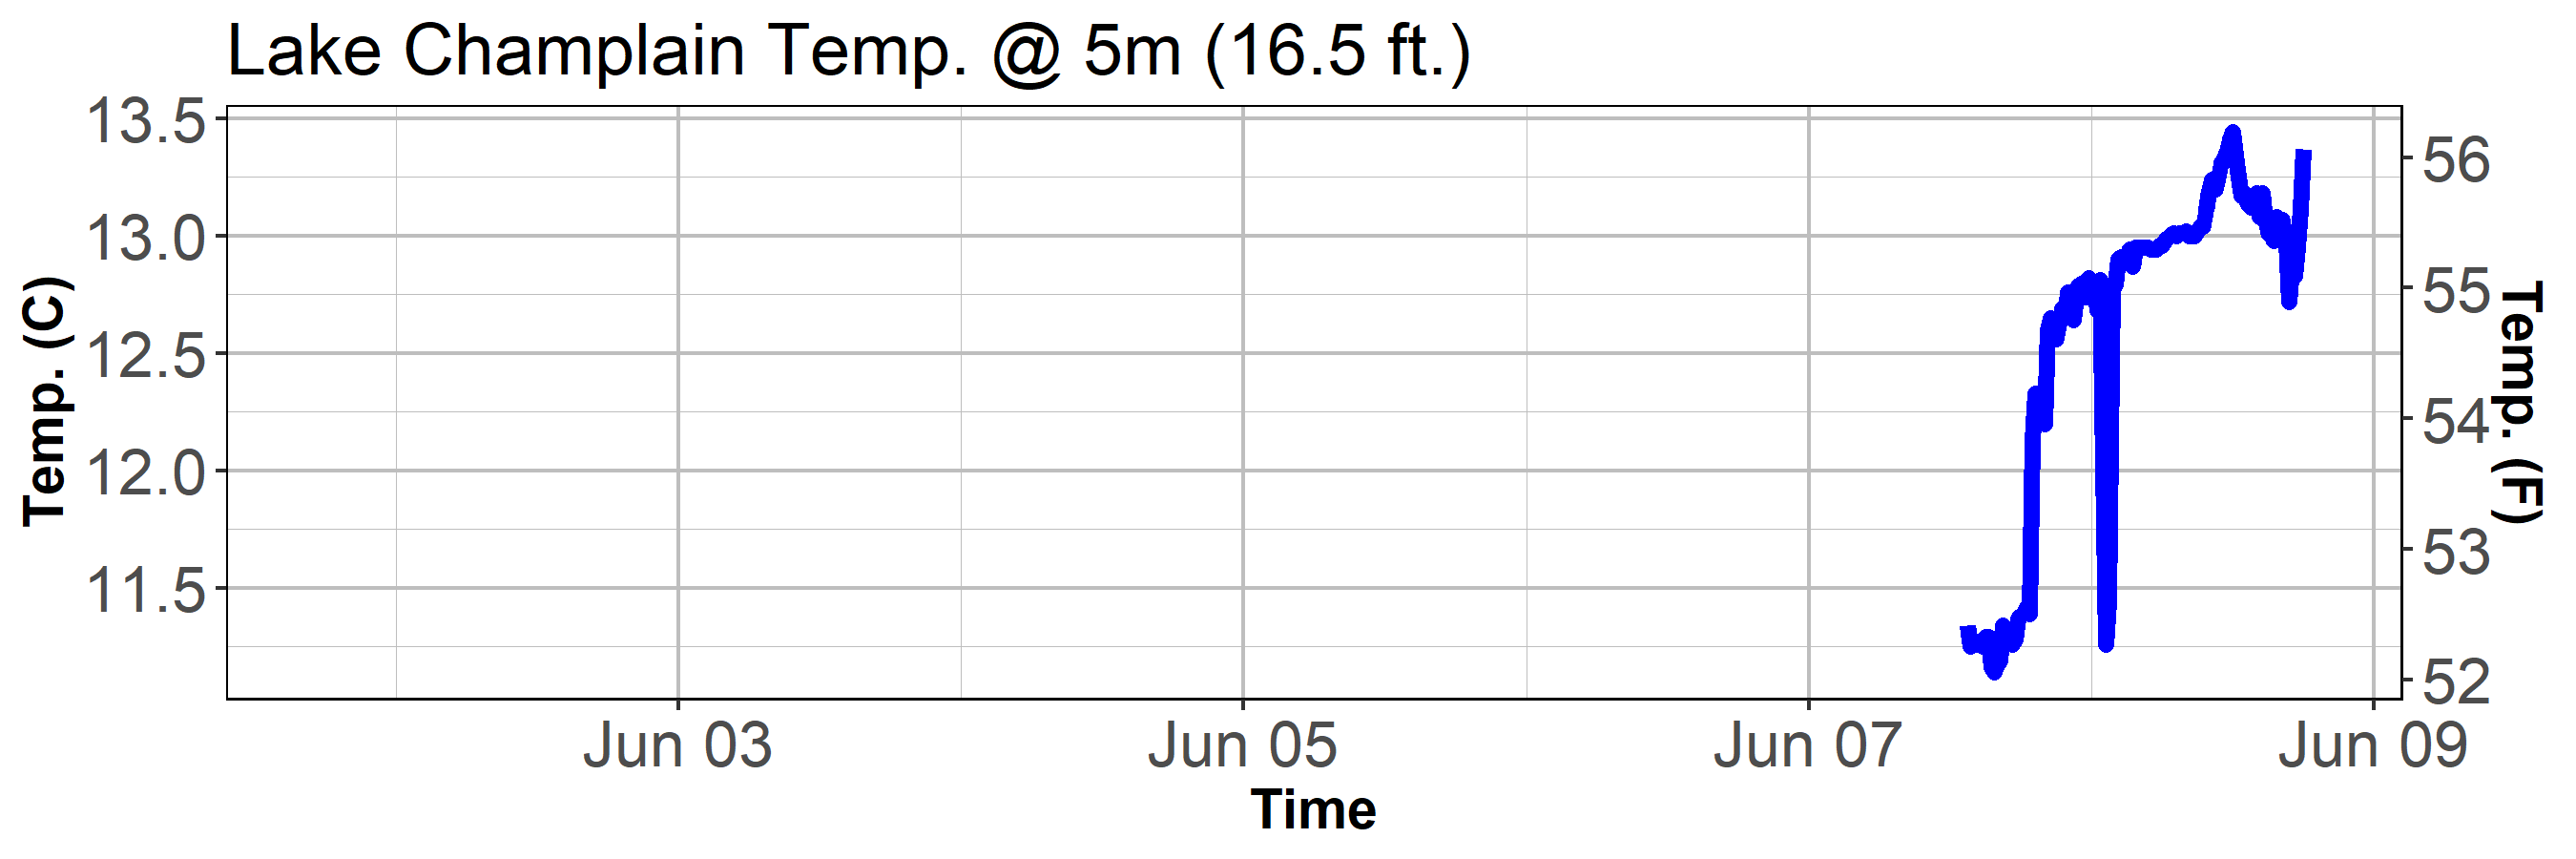 Lake Champlain Temp. @ 5m (16.5 ft.)
Temp. (C)
13.5
13.0
12.5
12.0
11.5
56
55
54
53
52
Temp. (F)
Jun 03
Jun 05
Jun 07
Jun 09
Time